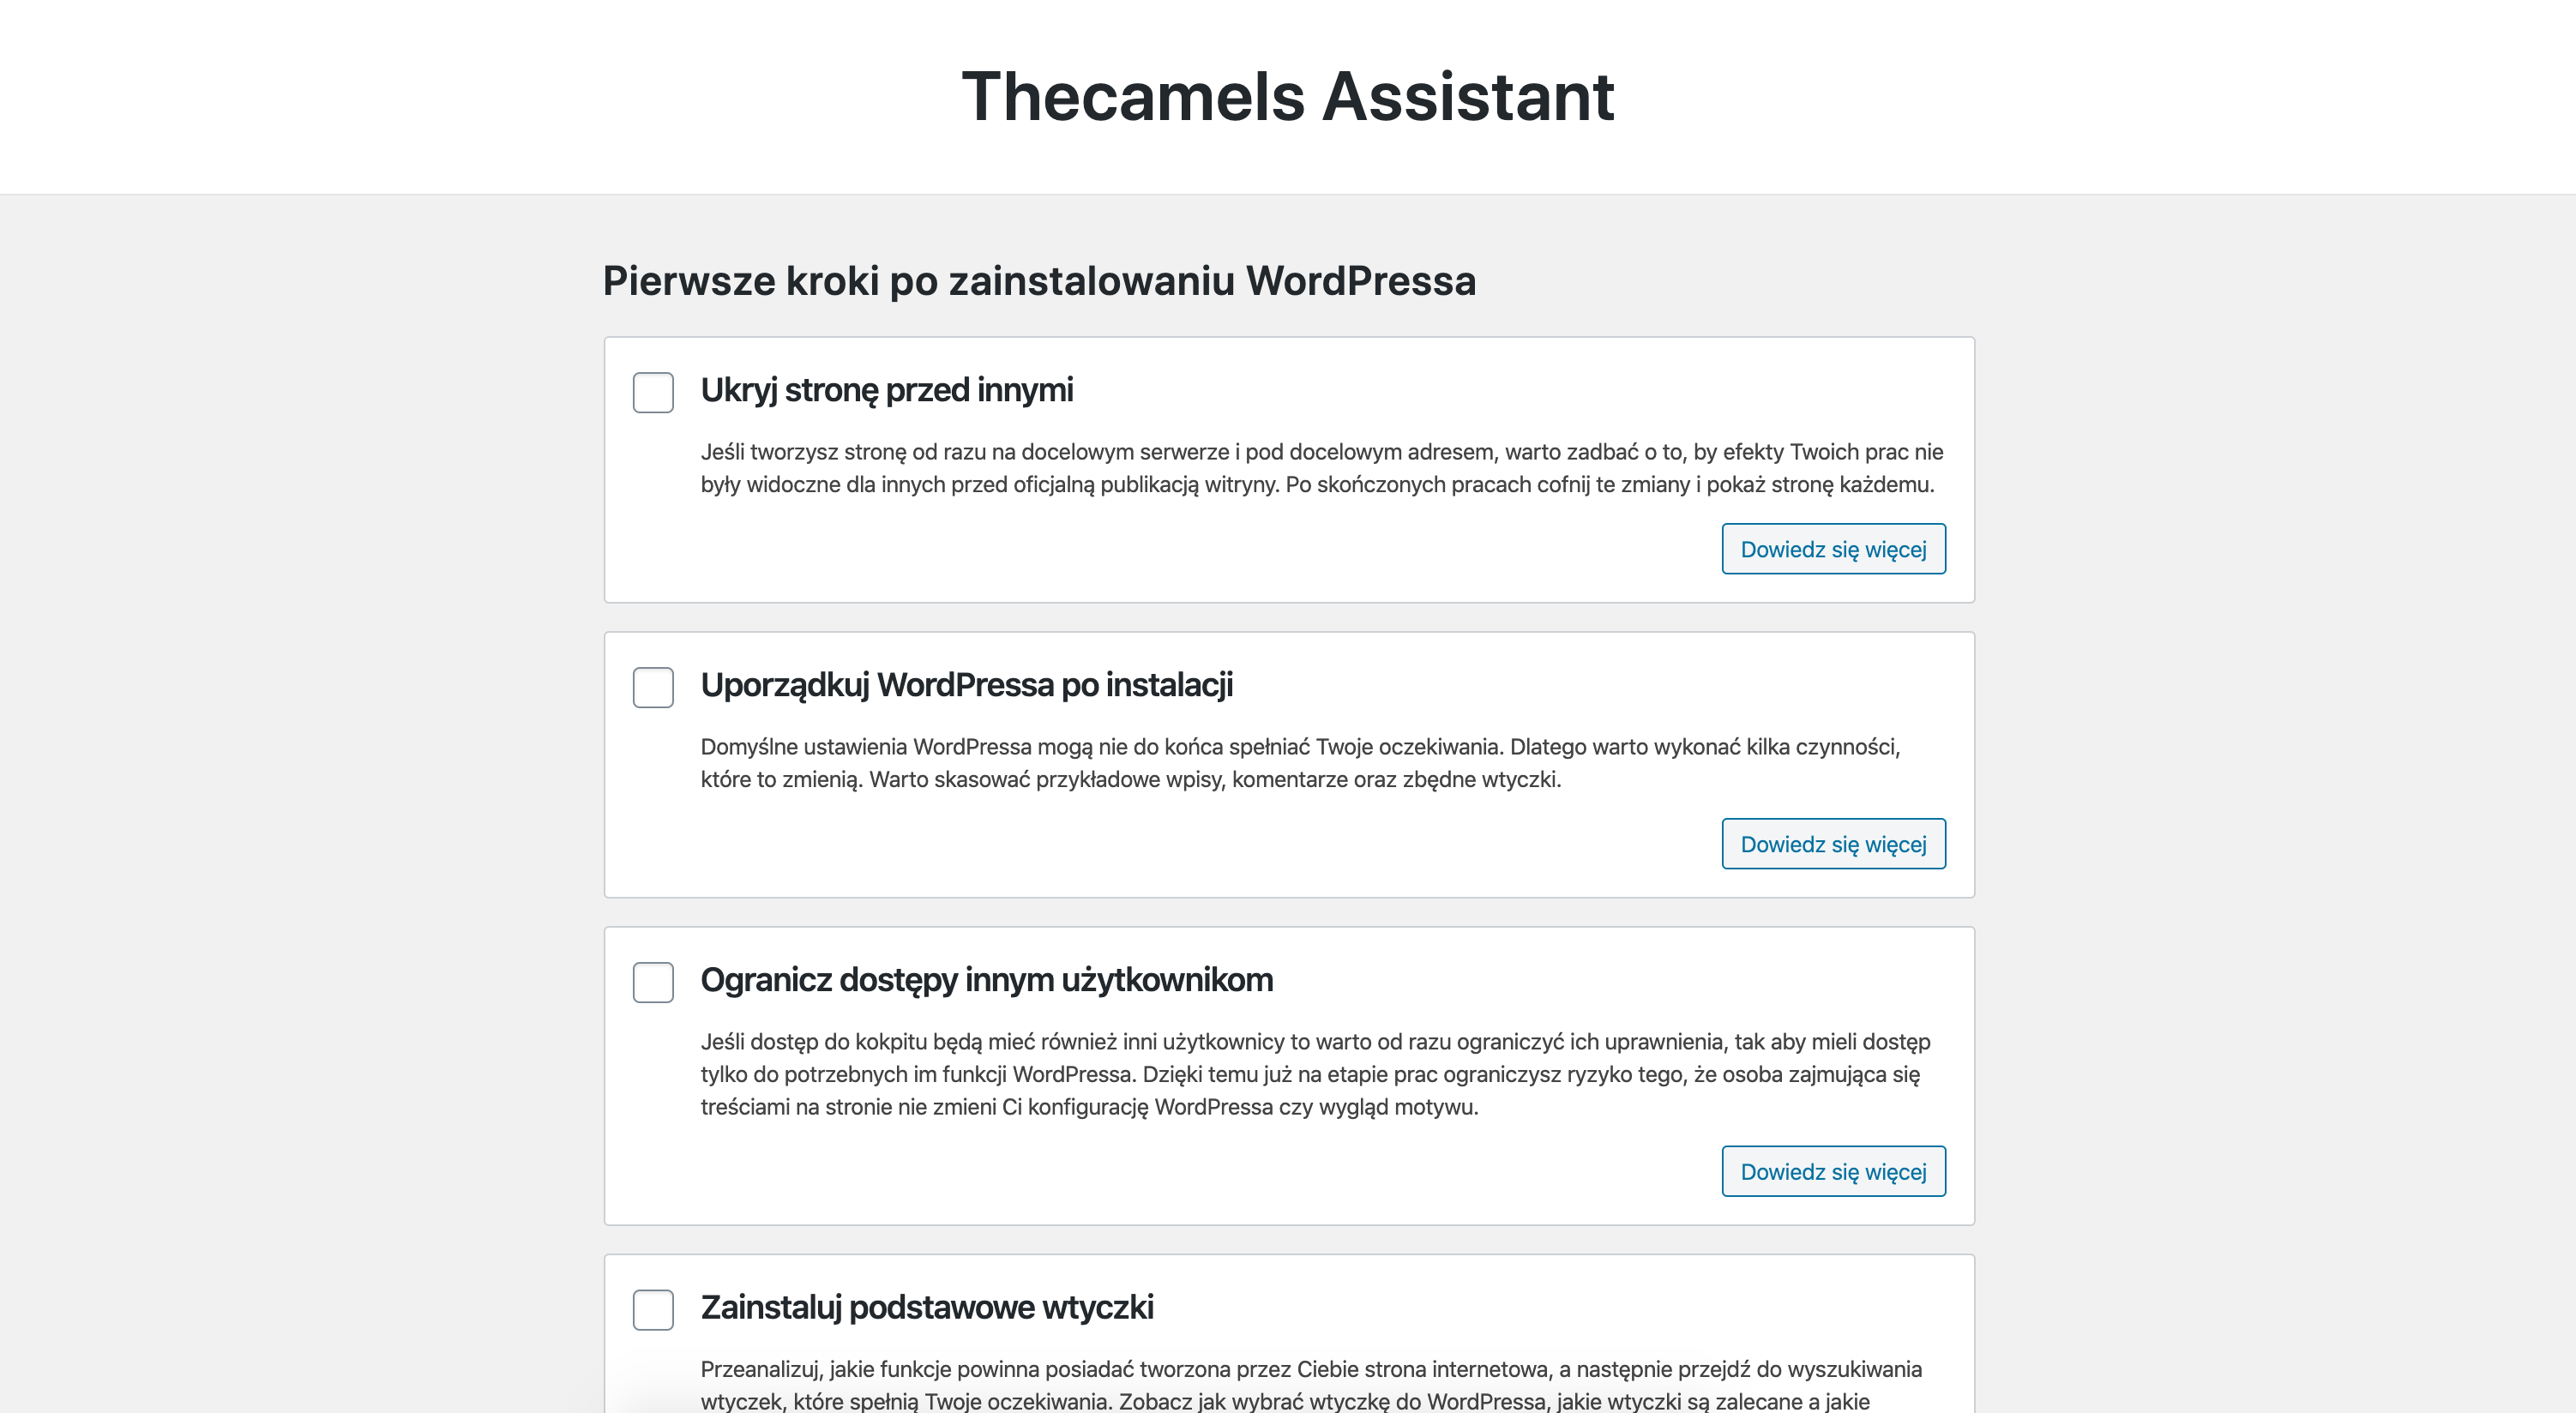 Thecamels Assistant
Pierwsze kroki po zainstalowaniu WordPressa
Ukryj stronę przed innymi
Jeśli tworzysz stronę od razu na docelowym serwerze i pod docelowym adresem, warto zadbać o to, by efekty Twoich prac nie
były widoczne dla innych przed oficjalną publikacją witryny. Po skończonych pracach cofnij te zmiany i pokaż stronę każdemu.
Dowiedz się więcej
Uporządkuj WordPressa po instalacji
Domyślne ustawienia WordPressa mogą nie do końca spełniać Twoje oczekiwania. Dlatego warto wykonać kilka czynności,
które to zmienią. Warto skasować przykładowe wpisy, komentarze oraz zbędne wtyczki.
Dowiedz się więcej
Ogranicz dostępy innym użytkownikom
Jeśli dostęp do kokpitu będą mieć również inni użytkownicy to warto od razu ograniczyć ich uprawnienia, tak aby mieli dostęp
tylko do potrzebnych im funkcji WordPressa. Dzięki temu już na etapie prac ograniczysz ryzyko tego, że osoba zajmująca się
treściami na stronie nie zmieni Ci konfigurację WordPressa czy wygląd motywu.
Dowiedz się więcej
Zainstaluj podstawowe wtyczki
Przeanalizuj, jakie funkcje powinna posiadać tworzona przez Ciebie strona internetowa, a następnie przejdź do wyszukiwania
wtyczek, które spełnią Twoje oczekiwania. Zobacz jak wybrać wtyczkę do WordPressa, jakie wtyczki są zalecane a jakie